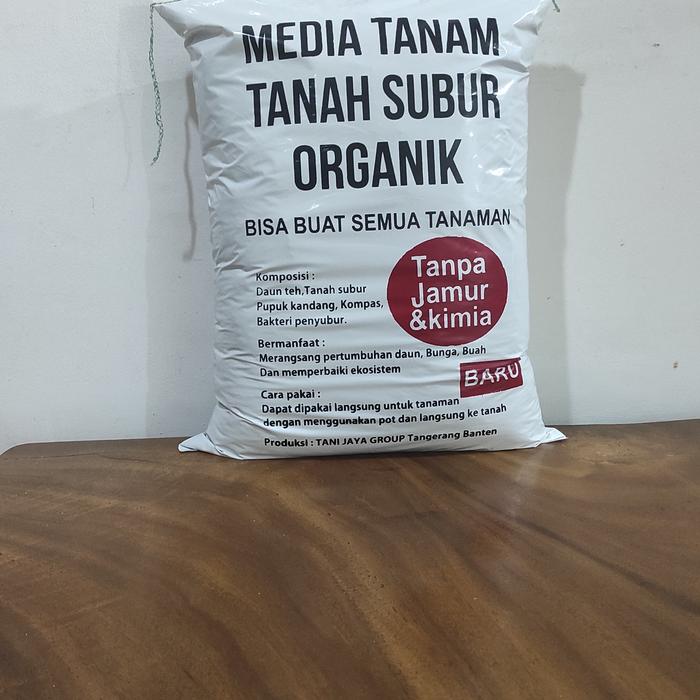 MEDIA TANAM
TANAH SUBUR
ORGANIK
BISA BUAT SEMUA TANAMAN
Tanpa
Jamur
&kimia
Komposisi :
Daun teh,Tanah subur
Pupuk kandang, Kompas,
Bakteri penyubur.
Bermanfaat :
Merangsang pertumbuhan daun, Bunga, Buah
Dan memperbaiki ekosistem
BARU
Cara pakai :
Dapat dipakai langsung untuk tanaman
dengan menggunakan pot dan langsung ke tanah
Produksi : TANI JAYA GROUP Tangerang Banten